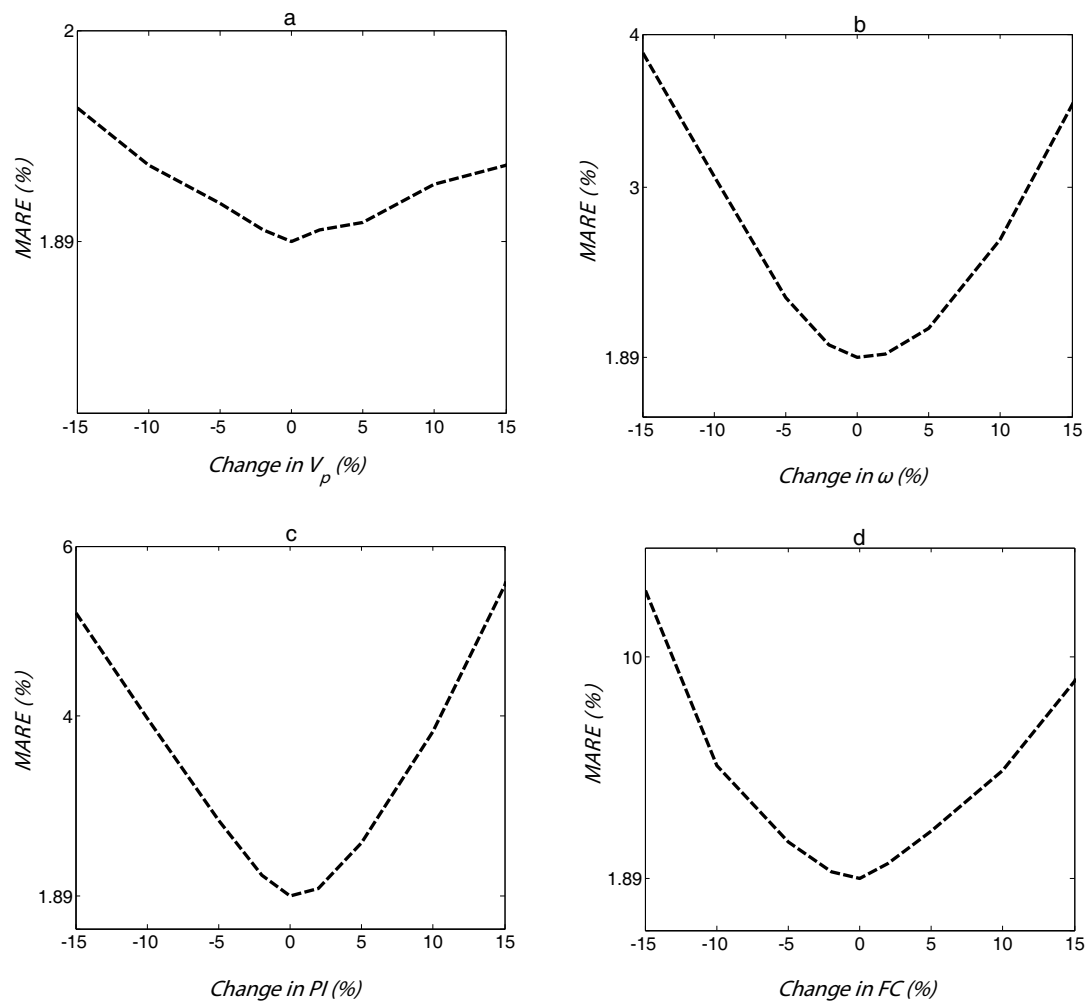 a
2
1.89
MARE (%)
-15 -10 -5 0 5 10 15
Change in Vp (%)
b
4
3
1.89
MARE (%)
-15 -10 -5 0 5 10 15
Change in ω (%)
c
6
4
1.89
MARE (%)
-15 -10 -5 0 5 10 15
Change in PI (%)
d
10
1.89
MARE (%)
-15 -10 -5 0 5 10 15
Change in FC (%)